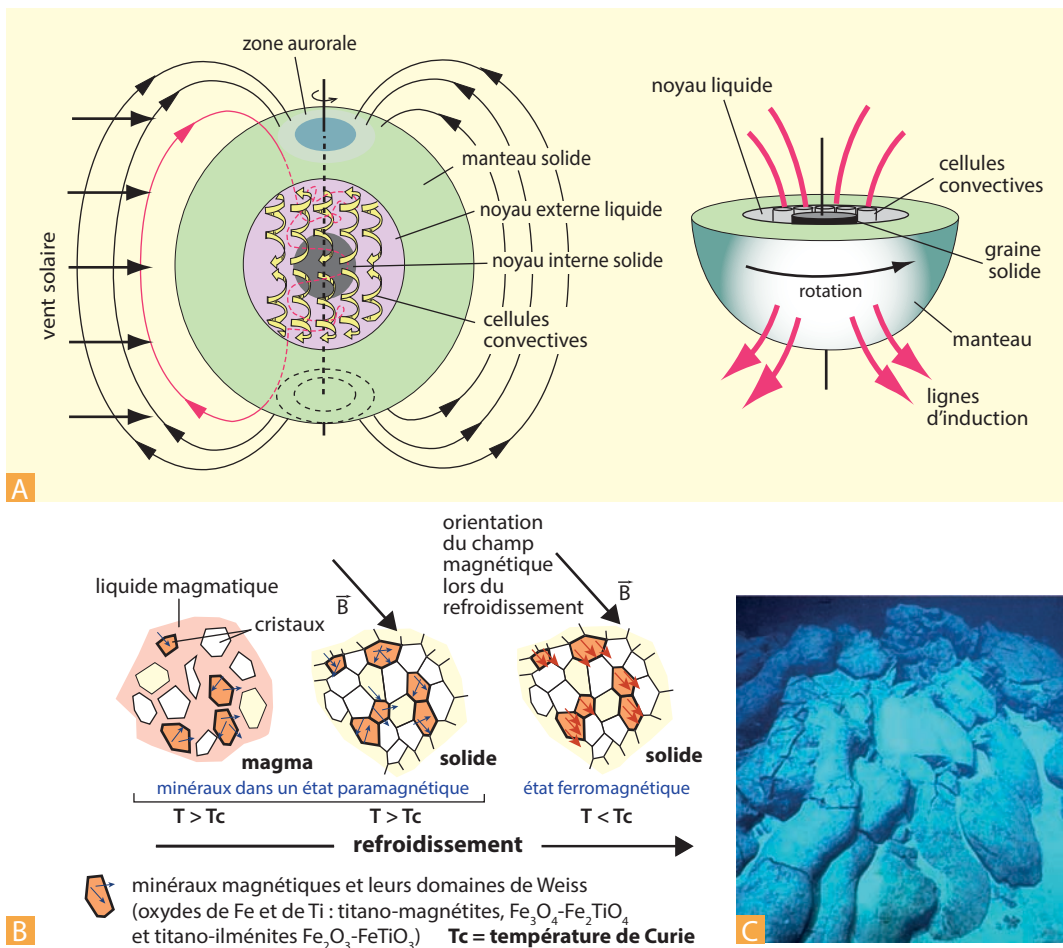 zone aurorale
vent solaire
manteau solide
noyau externe liquide
noyau interne solide
cellules
convectives
noyau liquide
cellules
convectives
graine
solide
rotation
manteau
lignes
d'induction
A
orientation
du champ
magnétique
lors du
refroidissement
liquide magmatique
cristaux
B
B
magma
solide
solide
minéraux dans un état paramagnétique
état ferromagnétique
T > Tc
T > Tc
T < Tc
refroidissement
minéraux magnétiques et leurs domaines de Weiss
(oxydes de Fe et de Ti : titano-magnétites, Fe₃O₄-Fe₂TiO₄
et titano-ilménites Fe₂O₃-FeTiO₃) Tc = température de Curie
B
C